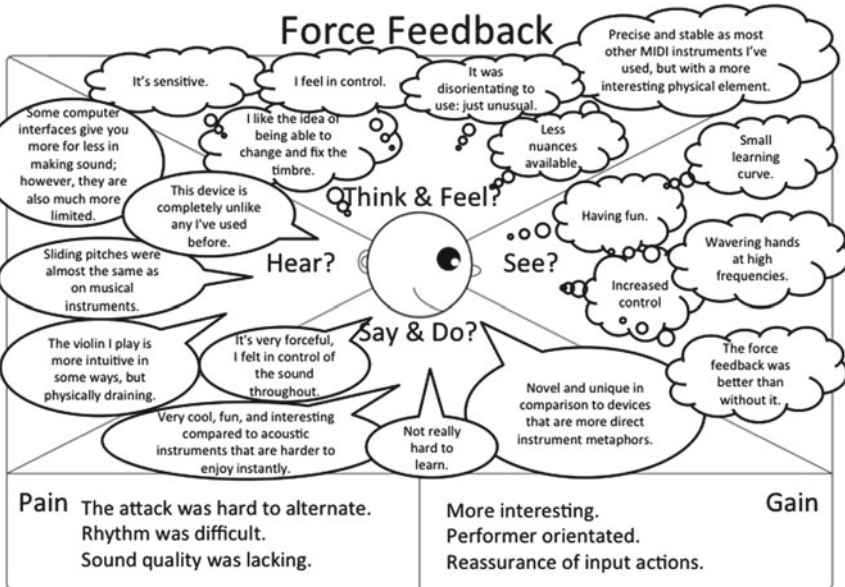 Force Feedback
It's sensitive.
I feel in control.
It was
disorientating to
use: just unusual.
Precise and stable as most
other MIDI instruments I've
used, but with a more
interesting physical element.
Some computer
interfaces give you
more for less in
making sound;
however, they are
also much more
limited.
I like the idea of
being able to
change and fix the
timbre.
Less
nuances
available.
Small
learning
curve.
This device is
completely unlike
any I've used
before.
Think & Feel?
Having fun.
Wavering hands
at high
frequencies.
Sliding pitches were
almost the same as
on musical
instruments.
Hear?
See?
Increased
control
The violin I play is
more intuitive in
some ways, but
physically draining.
It's very forceful,
I felt in control of
the sound
throughout.
Say & Do?
The force
feedback was
better than
without it.
Very cool, fun, and interesting
compared to acoustic
instruments that are harder to
enjoy instantly.
Not really
hard to
learn.
Novel and unique in
comparison to devices
that are more direct
instrument metaphors.
Pain
The attack was hard to alternate.
Rhythm was difficult.
Sound quality was lacking.
More interesting.
Performer orientated.
Reassurance of input actions.
Gain